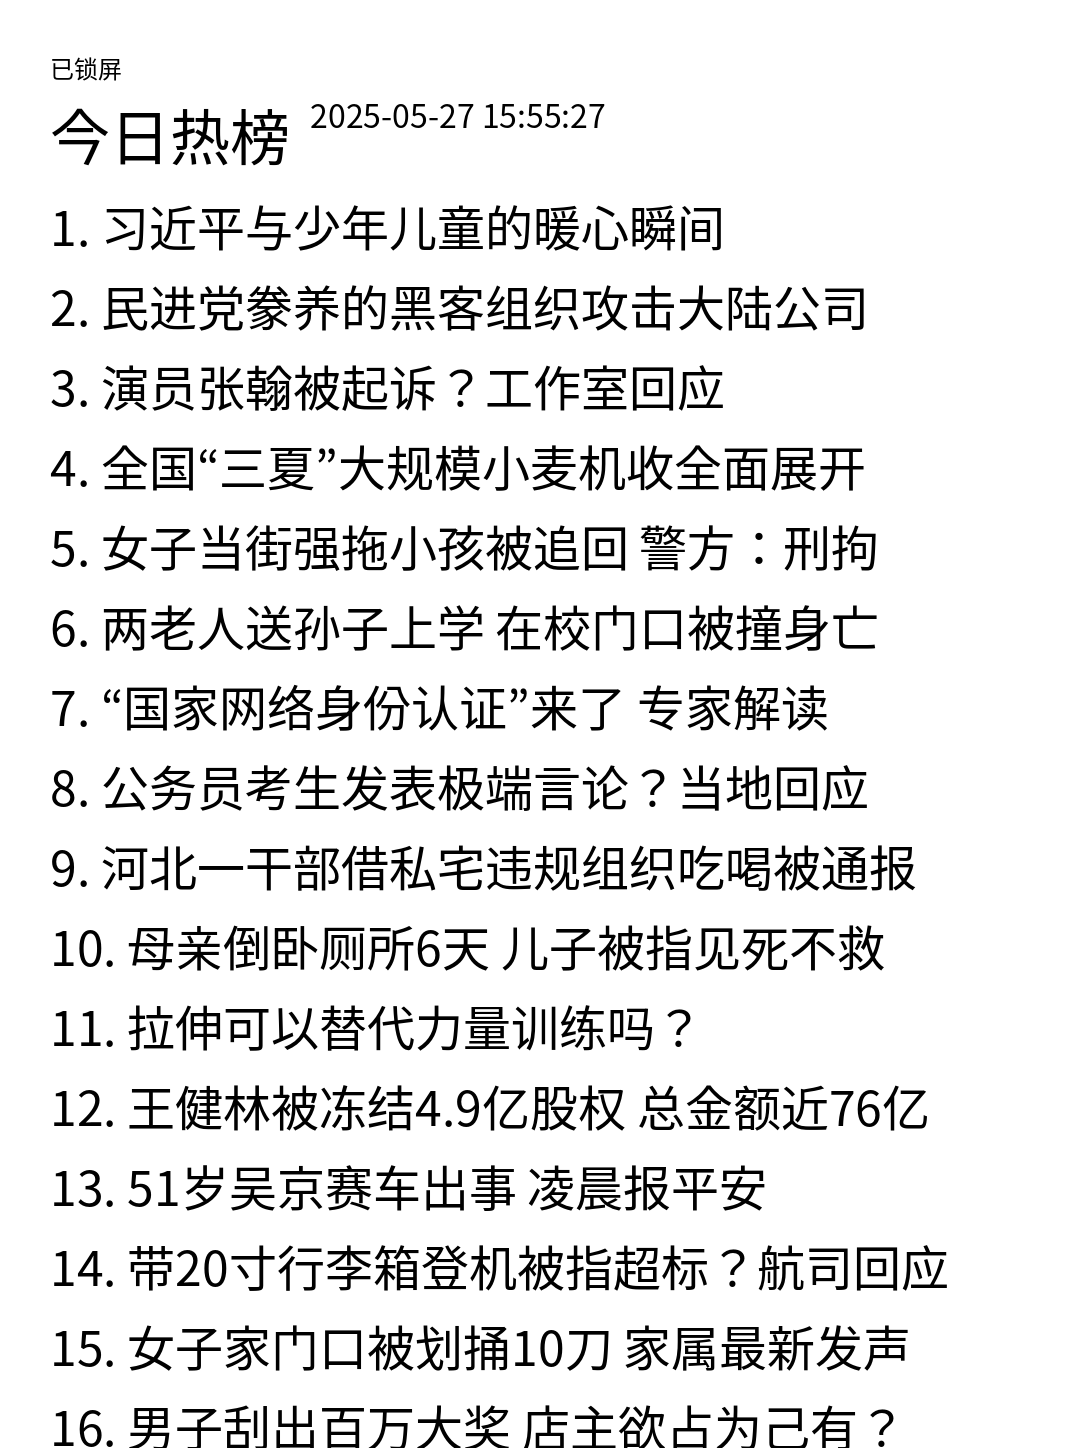 已锁屏
今日热榜 2025-05-27 15:55:27
1. 习近平与少年儿童的暖心瞬间
2. 民进党豢养的黑客组织攻击大陆公司
3. 演员张翰被起诉？工作室回应
4. 全国“三夏”大规模小麦机收全面展开
5. 女子当街强拖小孩被追回 警方：刑拘
6. 两老人送孙子上学 在校门口被撞身亡
7. “国家网络身份认证”来了 专家解读
8. 公务员考生发表极端言论？当地回应
9. 河北一干部借私宅违规组织吃喝被通报
10. 母亲倒卧厕所6天 儿子被指见死不救
11. 拉伸可以替代力量训练吗？
12. 王健林被冻结4.9亿股权 总金额近76亿
13. 51岁吴京赛车出事 凌晨报平安
14. 带20寸行李箱登机被指超标？航司回应
15. 女子家门口被划捅10刀 家属最新发声
16. 男子刮出百万大奖 店主欲占为己有？